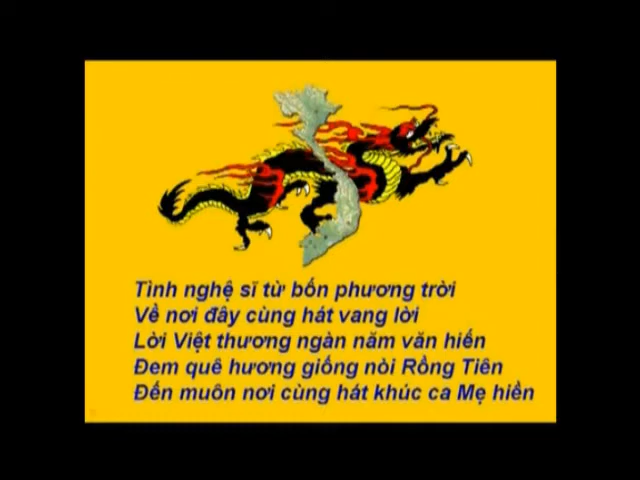 Tình nghệ sĩ từ bốn phương trời
Về nơi đây cùng hát vang lời
Lời Việt thương ngàn năm văn hiến
Đem quê hương giống nòi Rồng Tiên
Đến muôn nơi cùng hát khúc ca Mẹ hiền